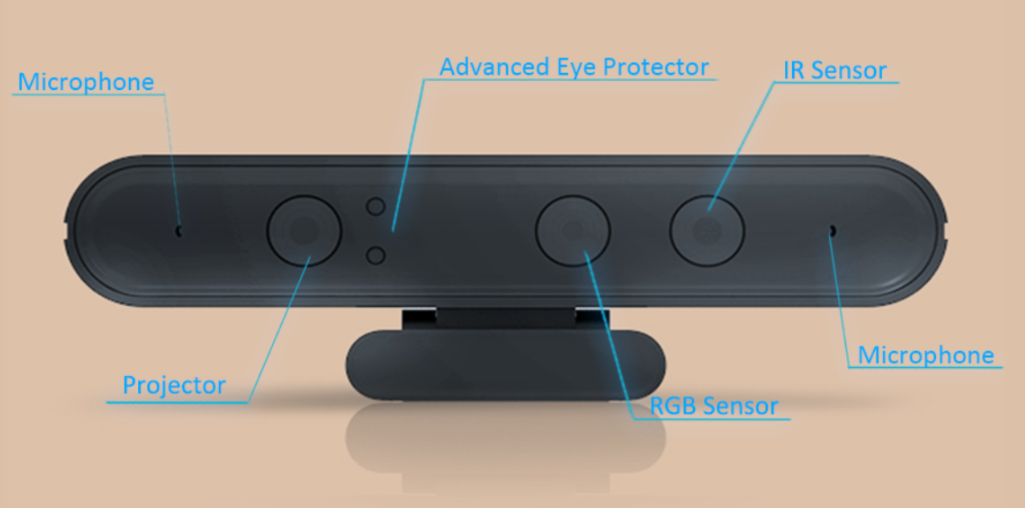 Advanced Eye Protector
IR Sensor
Microphone
Microphone
Projector
RGB Sensor